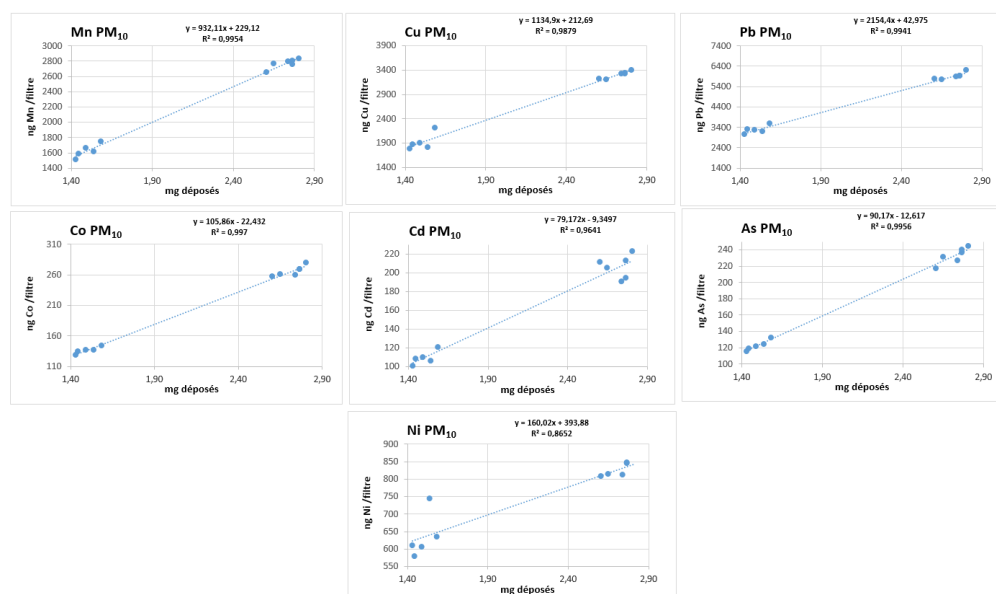 Mn PM10
y = 932,11x + 229,12
R² = 0,9954
ng Mn /filtre
3000
2800
2600
2400
2200
2000
1800
1600
1400
1,40 1,90 2,40 2,90
mg déposés
Cu PM10
y = 1134,9x + 212,69
R² = 0,9879
ng Cu /filtre
3900
3400
2900
2400
1900
1400
1,40 1,90 2,40 2,90
mg déposés
Pb PM10
y = 2154,4x + 42,975
R² = 0,9941
ng Pb /filtre
7400
6400
5400
4400
3400
2400
1400
1,40 1,90 2,40 2,90
mg déposés
Co PM10
y = 105,86x - 22,432
R² = 0,997
ng Co /filtre
310
260
210
160
110
1,40 1,90 2,40 2,90
mg déposés
Cd PM10
y = 79,172x - 9,3497
R² = 0,9641
ng Cd /filtre
220
200
180
160
140
120
100
1,40 1,90 2,40 2,90
mg déposés
As PM10
y = 90,17x - 12,617
R² = 0,9956
ng As /filtre
240
220
200
180
160
140
120
100
1,40 1,90 2,40 2,90
mg déposés
Ni PM10
y = 160,02x + 393,88
R² = 0,8652
ng Ni /filtre
900
850
800
750
700
650
600
550
1,40 1,90 2,40 2,90
mg déposés